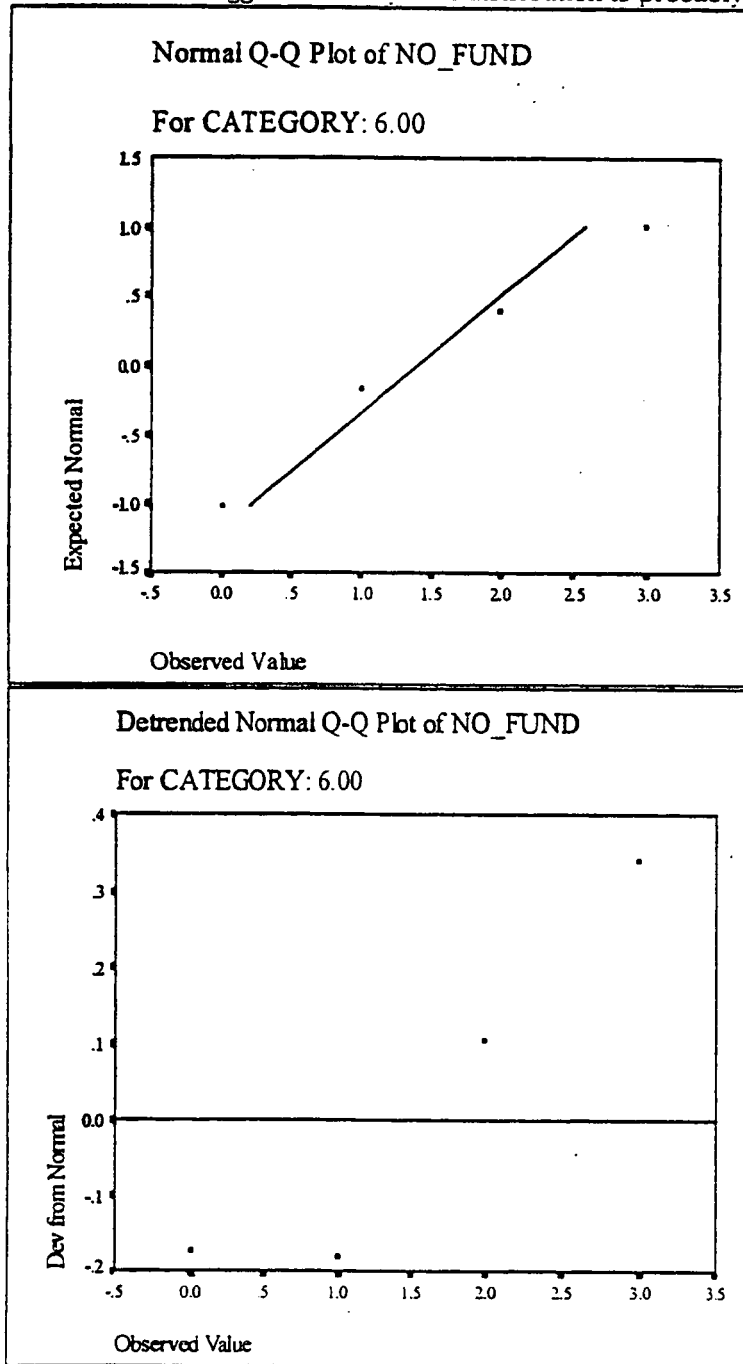 probably
Normal Q-Q Plot of NO_FUND
For CATEGORY: 6.00
1.5
1.0
.5
0.0
-.5
-1.0
-1.5
Expected Normal
-.5 0.0 .5 1.0 1.5 2.0 2.5 3.0 3.5
Observed Value
Detrended Normal Q-Q Plot of NO_FUND
For CATEGORY: 6.00
.4
.3
.2
.1
0.0
-.1
-.2
Dev from Normal
-.5 0.0 .5 1.0 1.5 2.0 2.5 3.0 3.5
Observed Value